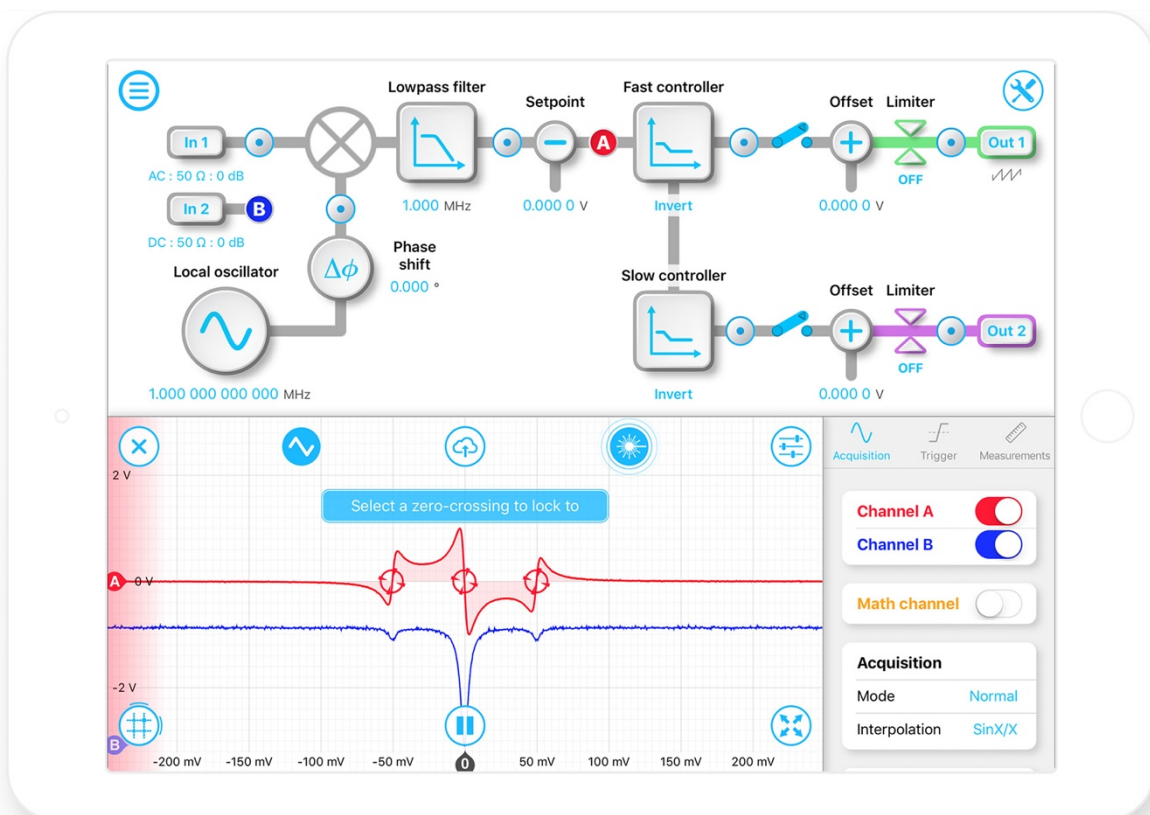 Lowpass filter
Fast controller
Setpoint
Offset
Limiter
In 1
A
Out 1
AC : 50 Ω : 0 dB
OFF
In 2
B
1.000 MHz
0.000 0 V
Invert
0.000 0 V
DC : 50 Ω : 0 dB
Phase
shift
Local oscillator
Δϕ
0.000 °
Slow controller
Offset
Limiter
Out 2
OFF
1.000 000 000 000 MHz
Invert
0.000 0 V
Acquisition
Trigger
Measurements
2 V
Select a zero-crossing to lock to
Channel A
Channel B
A
0 V
Math channel
Acquisition
-2 V
Mode
Normal
Interpolation
SinX/X
B
-200 mV
-150 mV
-100 mV
-50 mV
0
50 mV
100 mV
150 mV
200 mV